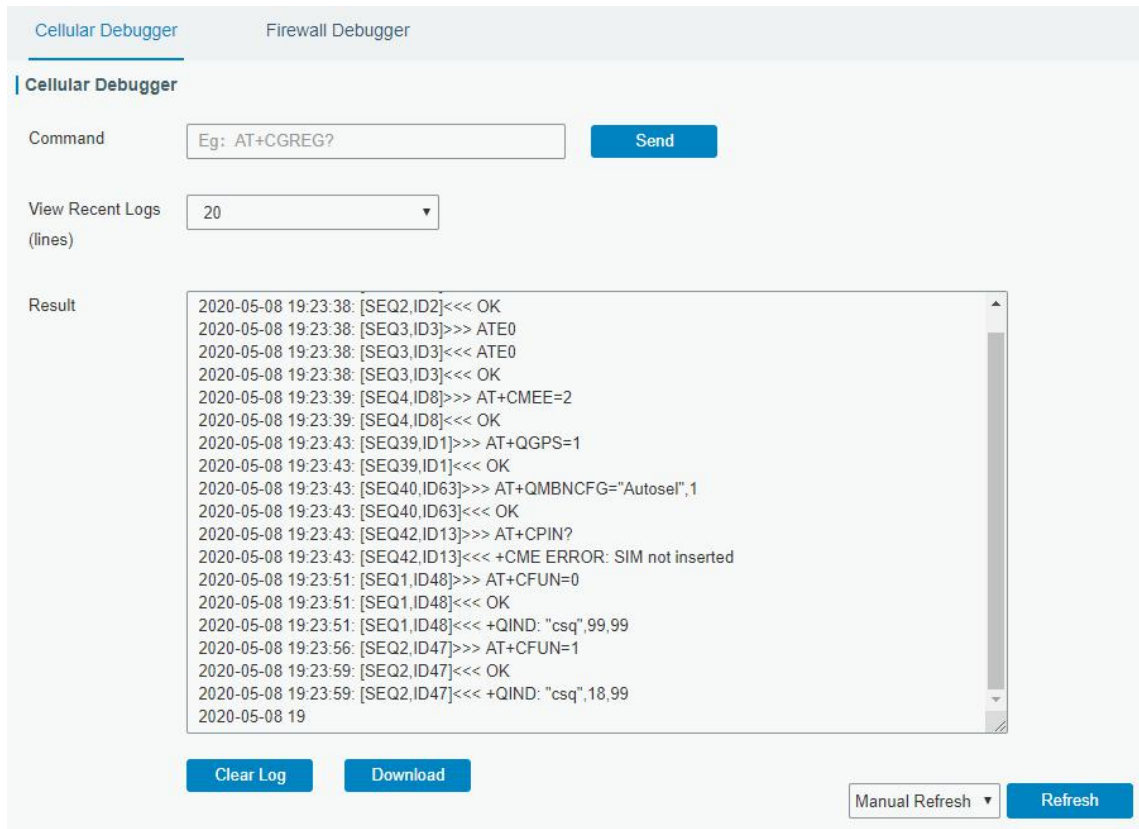 Cellular Debugger Firewall Debugger
Cellular Debugger
Command Eg: AT+CGREG? Send
View Recent Logs 20
(lines)
Result
2020-05-08 19:23:38: [SEQ2,ID2]<<< OK
2020-05-08 19:23:38: [SEQ3,ID3]>>> ATE0
2020-05-08 19:23:38: [SEQ3,ID3]<<< ATE0
2020-05-08 19:23:38: [SEQ3,ID3]<<< OK
2020-05-08 19:23:39: [SEQ4,ID8]>>> AT+CMEE=2
2020-05-08 19:23:39: [SEQ4,ID8]<<< OK
2020-05-08 19:23:43: [SEQ39,ID1]>>> AT+QGPS=1
2020-05-08 19:23:43: [SEQ39,ID1]<<< OK
2020-05-08 19:23:43: [SEQ40,ID63]>>> AT+QMBNCFG="Autosel",1
2020-05-08 19:23:43: [SEQ40,ID63]<<< OK
2020-05-08 19:23:43: [SEQ42,ID13]>>> AT+CPIN?
2020-05-08 19:23:43: [SEQ42,ID13]<<< +CME ERROR: SIM not inserted
2020-05-08 19:23:51: [SEQ1,ID48]>>> AT+CFUN=0
2020-05-08 19:23:51: [SEQ1,ID48]<<< OK
2020-05-08 19:23:51: [SEQ1,ID48]<<< +QIND: "csq",99,99
2020-05-08 19:23:56: [SEQ2,ID47]>>> AT+CFUN=1
2020-05-08 19:23:59: [SEQ2,ID47]<<< OK
2020-05-08 19:23:59: [SEQ2,ID47]<<< +QIND: "csq",18,99
2020-05-08 19
Clear Log Download
Manual Refresh Refresh